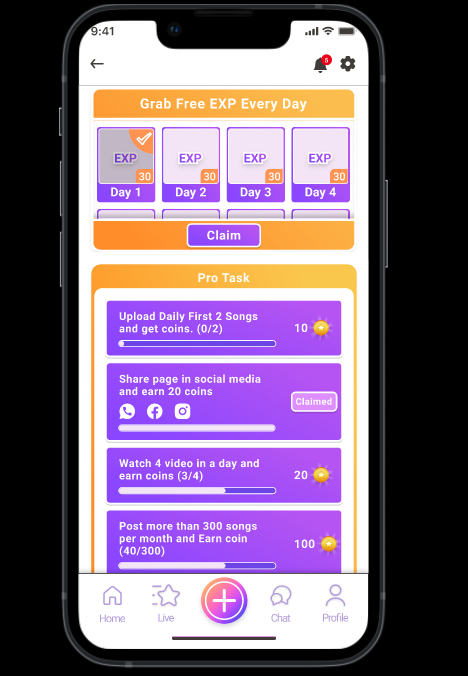 9:41
5
Grab Free EXP Every Day
EXP EXP EXP EXP
30 30 30 30
Day 1 Day 2 Day 3 Day 4
Claim
Pro Task
Upload Daily First 2 Songs
and get coins. (0/2)
10
Share page in social media
and earn 20 coins
Claimed
Watch 4 video in a day and
earn coins (3/4)
20
Post more than 300 songs
per month and Earn coin
(40/300)
100
Home Live Chat Profile